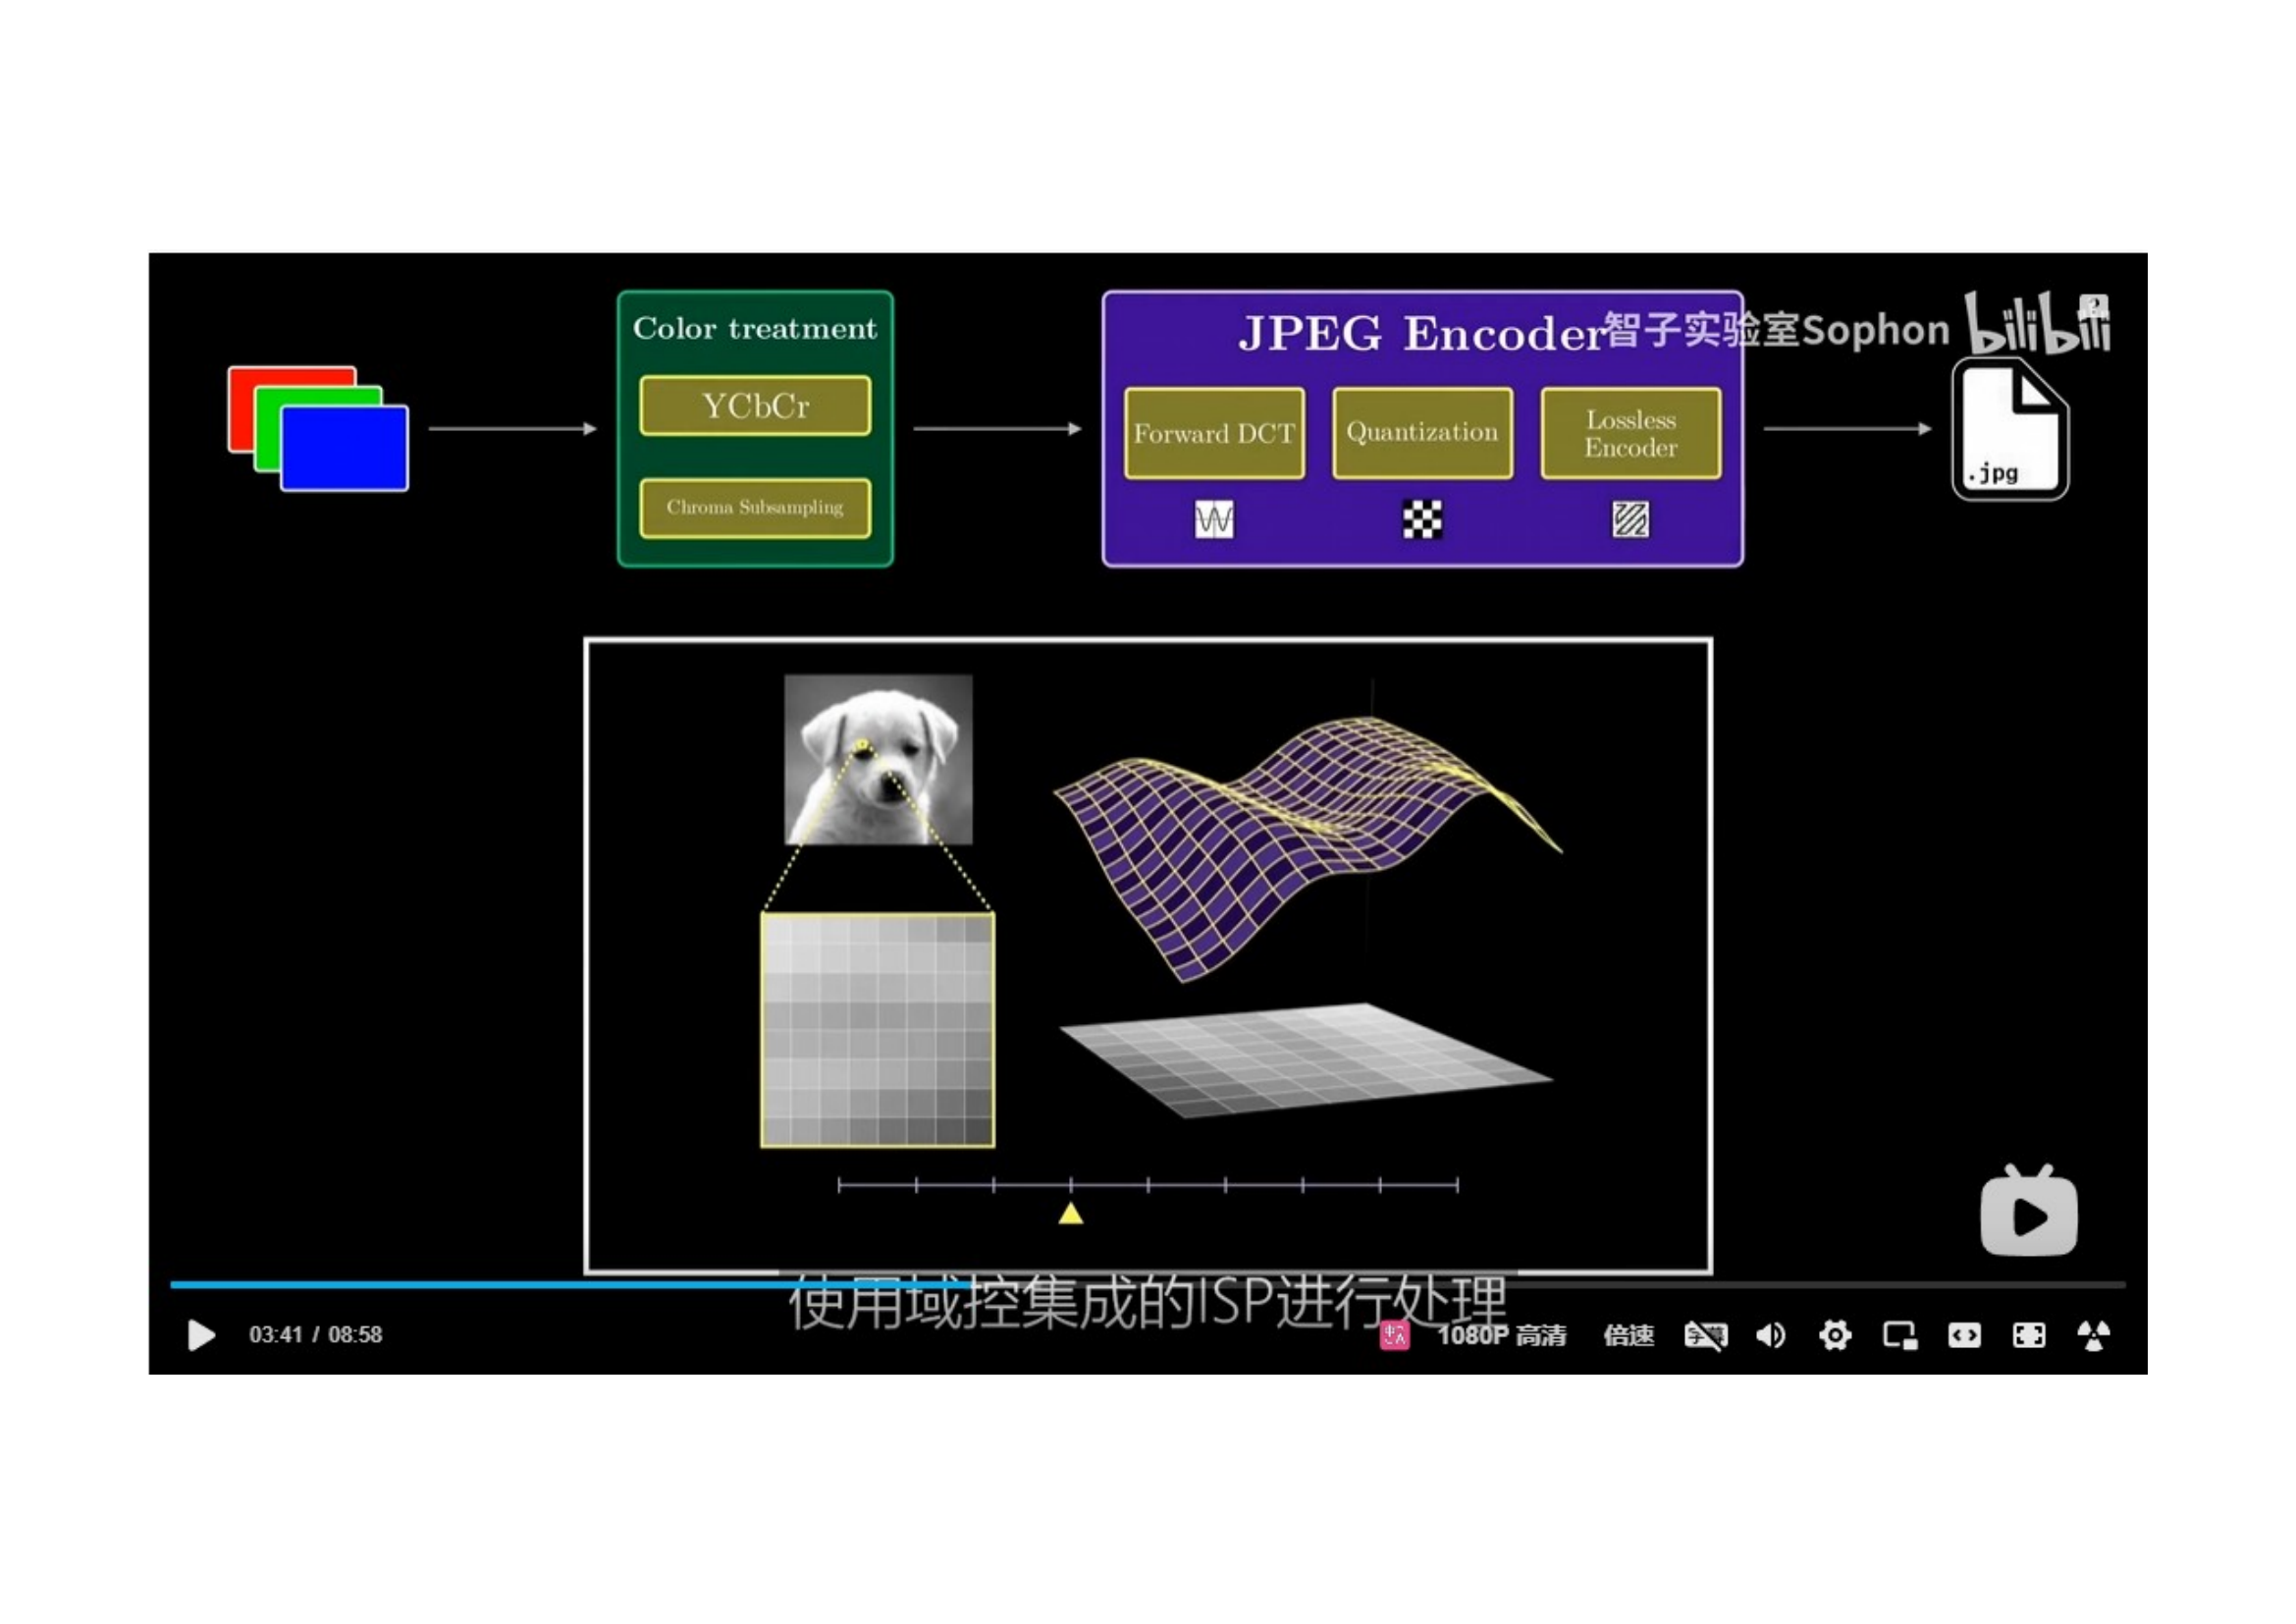 Color treatment
YCbCr
Chroma Subsampling
JPEG Encoder
Forward DCT
Quantization
Lossless
Encoder
智子实验室Sophon
bilibili
.jpg
使用域控集成的ISP进行处理
03:41 / 08:58
1080P 高清
倍速
字幕